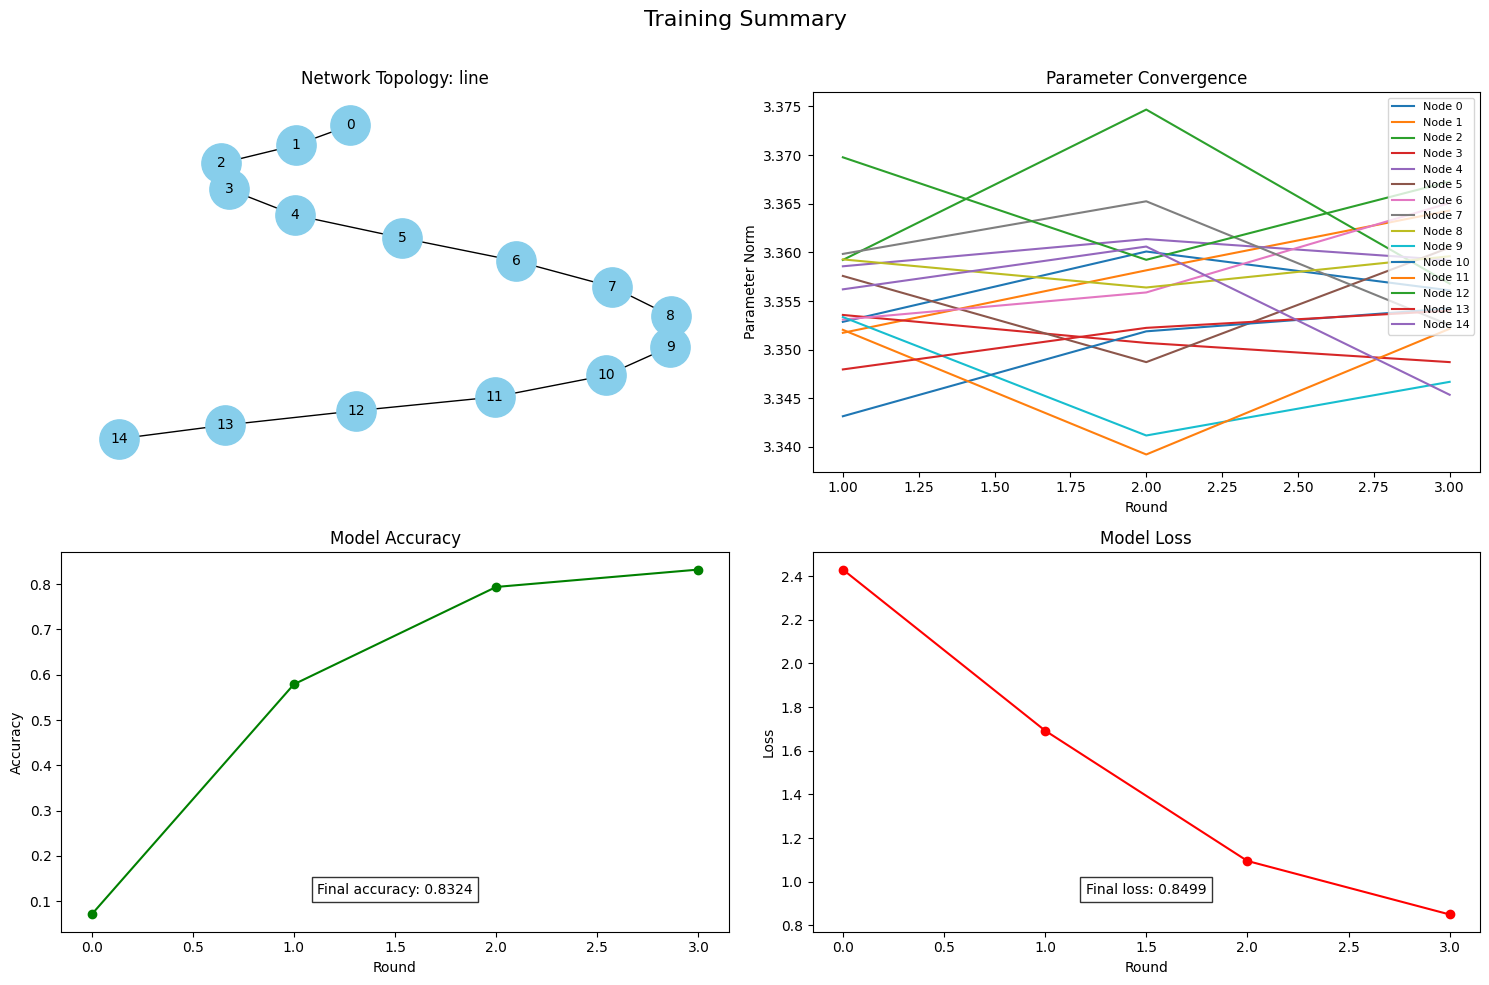 Training Summary
Network Topology: line
0
1
2
3
4
5
6
7
8
9
10
11
12
13
14
Parameter Convergence
Parameter Norm
3.375
3.370
3.365
3.360
3.355
3.350
3.345
3.340
Node 0
Node 1
Node 2
Node 3
Node 4
Node 5
Node 6
Node 7
Node 8
Node 9
Node 10
Node 11
Node 12
Node 13
Node 14
1.00 1.25 1.50 1.75 2.00 2.25 2.50 2.75 3.00
Round
Model Accuracy
Accuracy
0.8
0.7
0.6
0.5
0.4
0.3
0.2
0.1
Final accuracy: 0.8324
0.0 0.5 1.0 1.5 2.0 2.5 3.0
Round
Model Loss
Loss
2.4
2.2
2.0
1.8
1.6
1.4
1.2
1.0
0.8
Final loss: 0.8499
0.0 0.5 1.0 1.5 2.0 2.5 3.0
Round